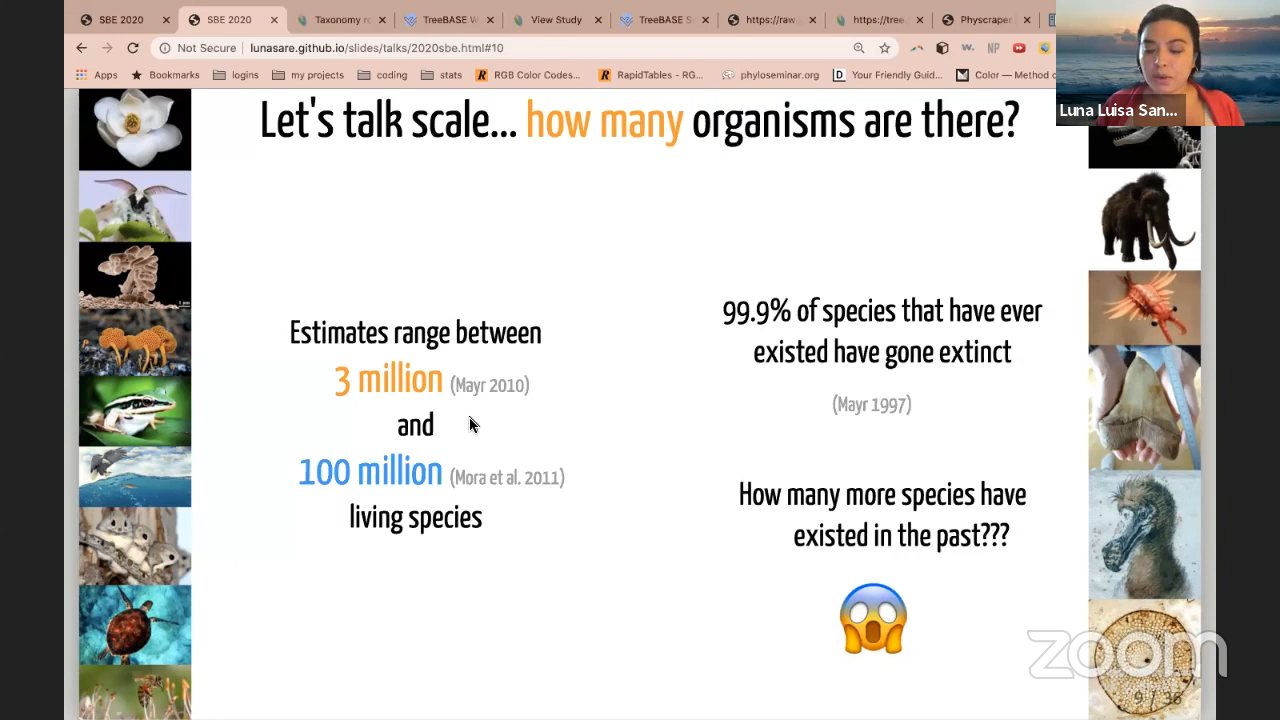 SBE 2020
SBE 2020
Taxonomy re
TreeBASE W
View Study
TreeBASE S
https://raw.
https://tree.
Physcraper
Not Secure | lunasare.github.io/slides/talks/2020sbe.html#10
W.
NP
Apps
Bookmarks
logins
my projects
coding
stats
R
RGB Color Codes...
R
RapidTables - RG...
phyloseminar.org
D
Your Friendly Guid...
Color — Method o
Luna Luisa San...
Let's talk scale... how many organisms are there?
Estimates range between
3 million (Mayr 2010)
and
100 million (Mora et al. 2011)
living species
99.9% of species that have ever
existed have gone extinct
(Mayr 1997)
How many more species have
existed in the past???
zoom
9 / 36